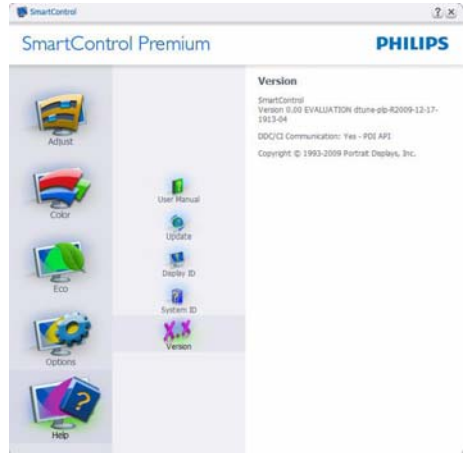 SmartControl
SmartControl Premium
PHILIPS
Adjust
Color
Eco
Options
Help
User Manual
Update
Display ID
System ID
Version
Version
SmartControl
Version 0.00 EVALUATION dtune-plp-R2009-12-17-
1913-04
DDC/CI Communication: Yes - PDI API
Copyright © 1993-2009 Portrait Displays, Inc.